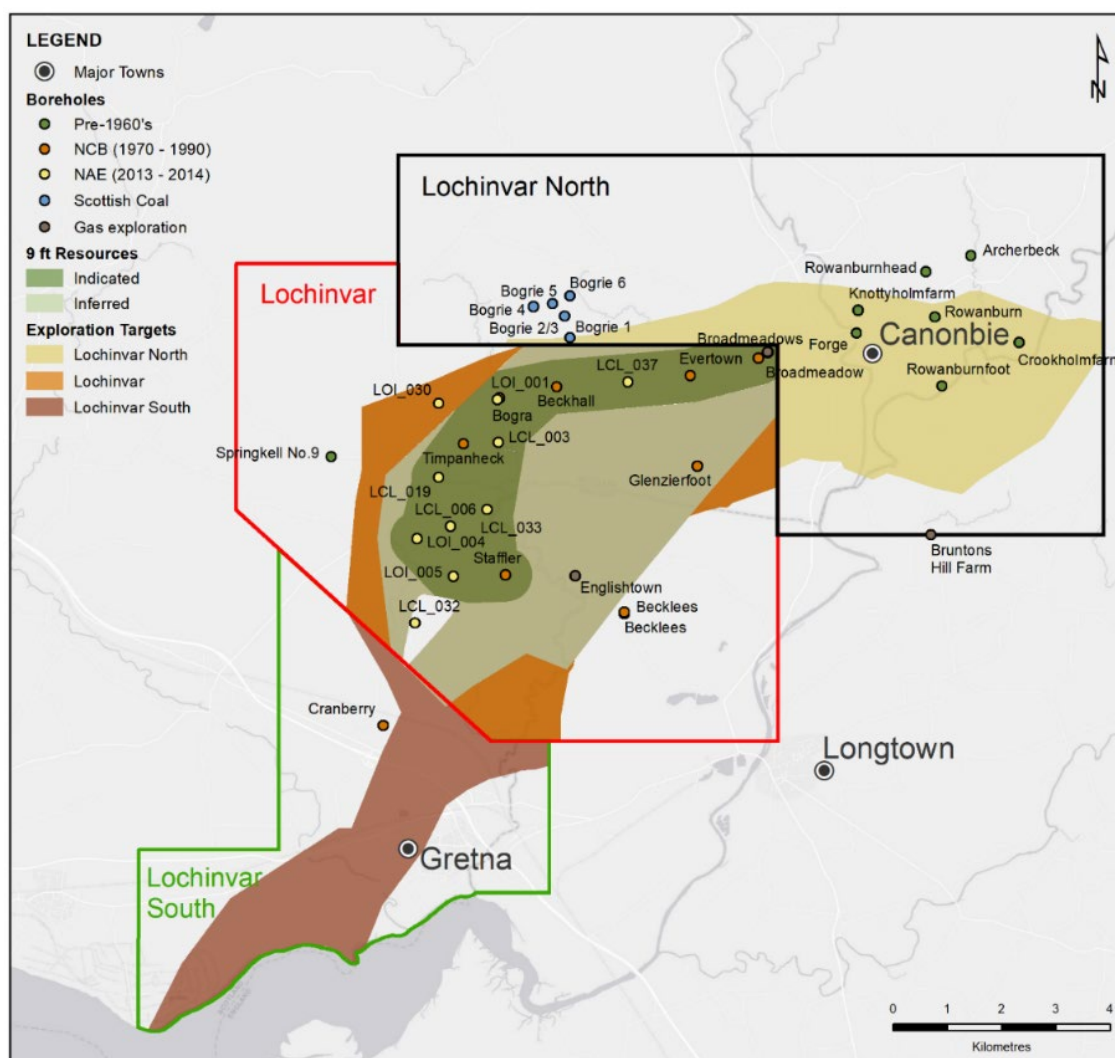 LEGEND
Major Towns
Boreholes
Pre-1960's
NCB (1970 - 1990)
NAE (2013 - 2014)
Scottish Coal
Gas exploration
9 ft Resources
Indicated
Inferred
Exploration Targets
Lochinvar North
Lochinvar
Lochinvar South
N
Lochinvar North
Archerbeck
Rowanburnhead
Lochinvar
Bogrie 6
Bogrie 5
Bogrie 4
Knottyholmfarm
Rowanburn
Bogrie 2/3
Bogrie 1
Broadmeadows
Forge
Canonbie
Crookholmfarm
LCL_037
Evertown
Broadmeadow
Rowanburnfoot
LOI_030
LOI_001
Beckhall
Bogra
LCL_003
Springkell No.9
Timpanheck
Glenzierfoot
LCL_019
LCL_006
LCL_033
LOI_004
Bruntons
Hill Farm
Staffler
LOI_005
Englishtown
LCL_032
Becklees
Becklees
Cranberry
Longtown
Gretna
Lochinvar
South
SCOTLAND
ENGLAND
0 1 2 3 4
Kilometres